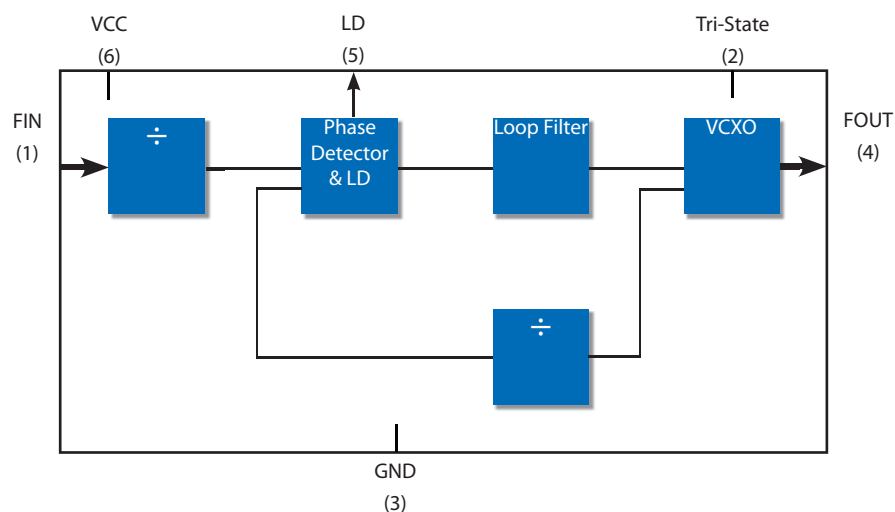 VCC
(6)
LD
(5)
Tri-State
(2)
FIN
(1)
÷
Phase
Detector
& LD
Loop Filter
VCXO
FOUT
(4)
÷
GND
(3)